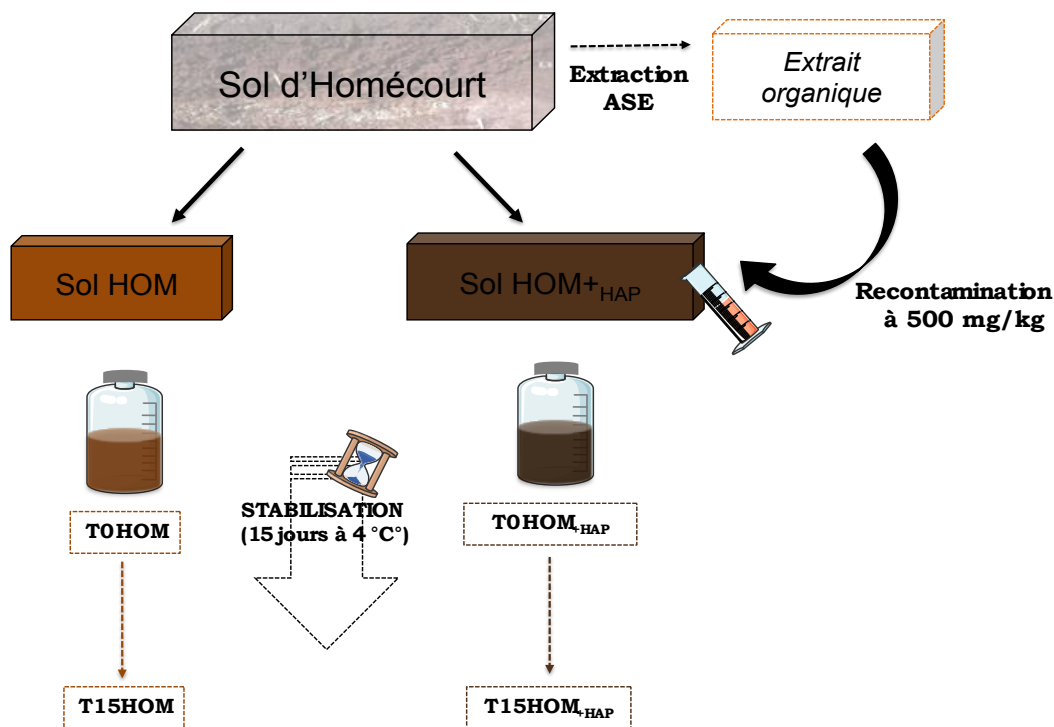 Sol d'Homécourt
Extraction
ASE
Extrait
organique
Sol HOM
Sol HOM+HAP
Recontamination
à 500 mg/kg
STABILISATION
(15 jours à 4 °C°)
T0HOM
T0HOM+HAP
T15HOM
T15HOM+HAP